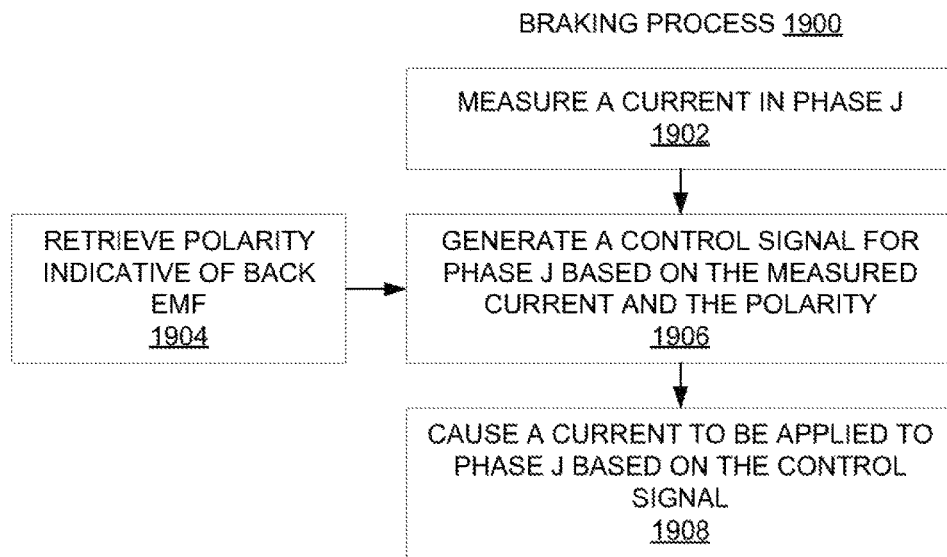 BRAKING PROCESS 1900
MEASURE A CURRENT IN PHASE J
1902
RETRIEVE POLARITY
INDICATIVE OF BACK
EMF
1904
GENERATE A CONTROL SIGNAL FOR
PHASE J BASED ON THE MEASURED
CURRENT AND THE POLARITY
1906
CAUSE A CURRENT TO BE APPLIED TO
PHASE J BASED ON THE CONTROL
SIGNAL
1908